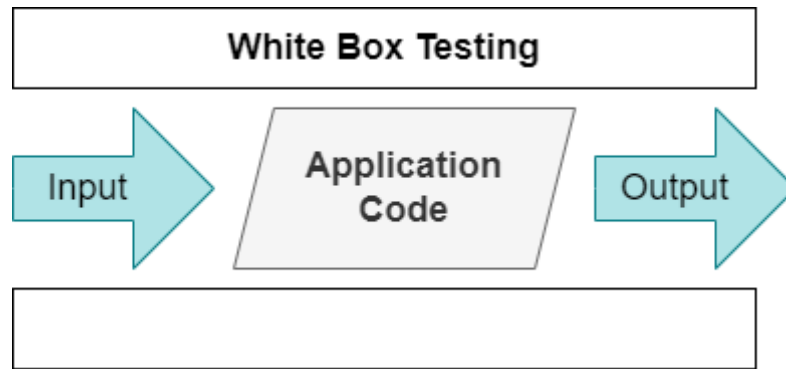 White Box Testing
Input
Application
Code
Output